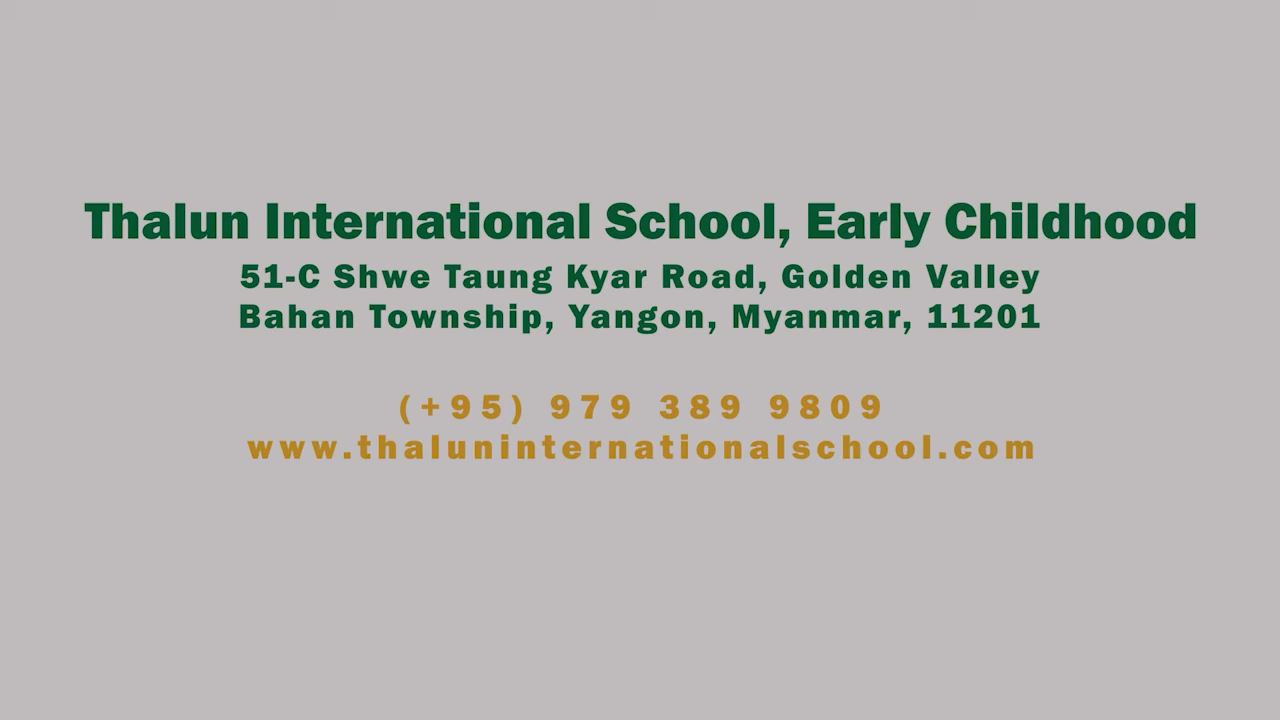 Thalun International School, Early Childhood
51-C Shwe Taung Kyar Road, Golden Valley
Bahan Township, Yangon, Myanmar, 11201
(+95) 979 389 9809
www.thaluninternationalschool.com